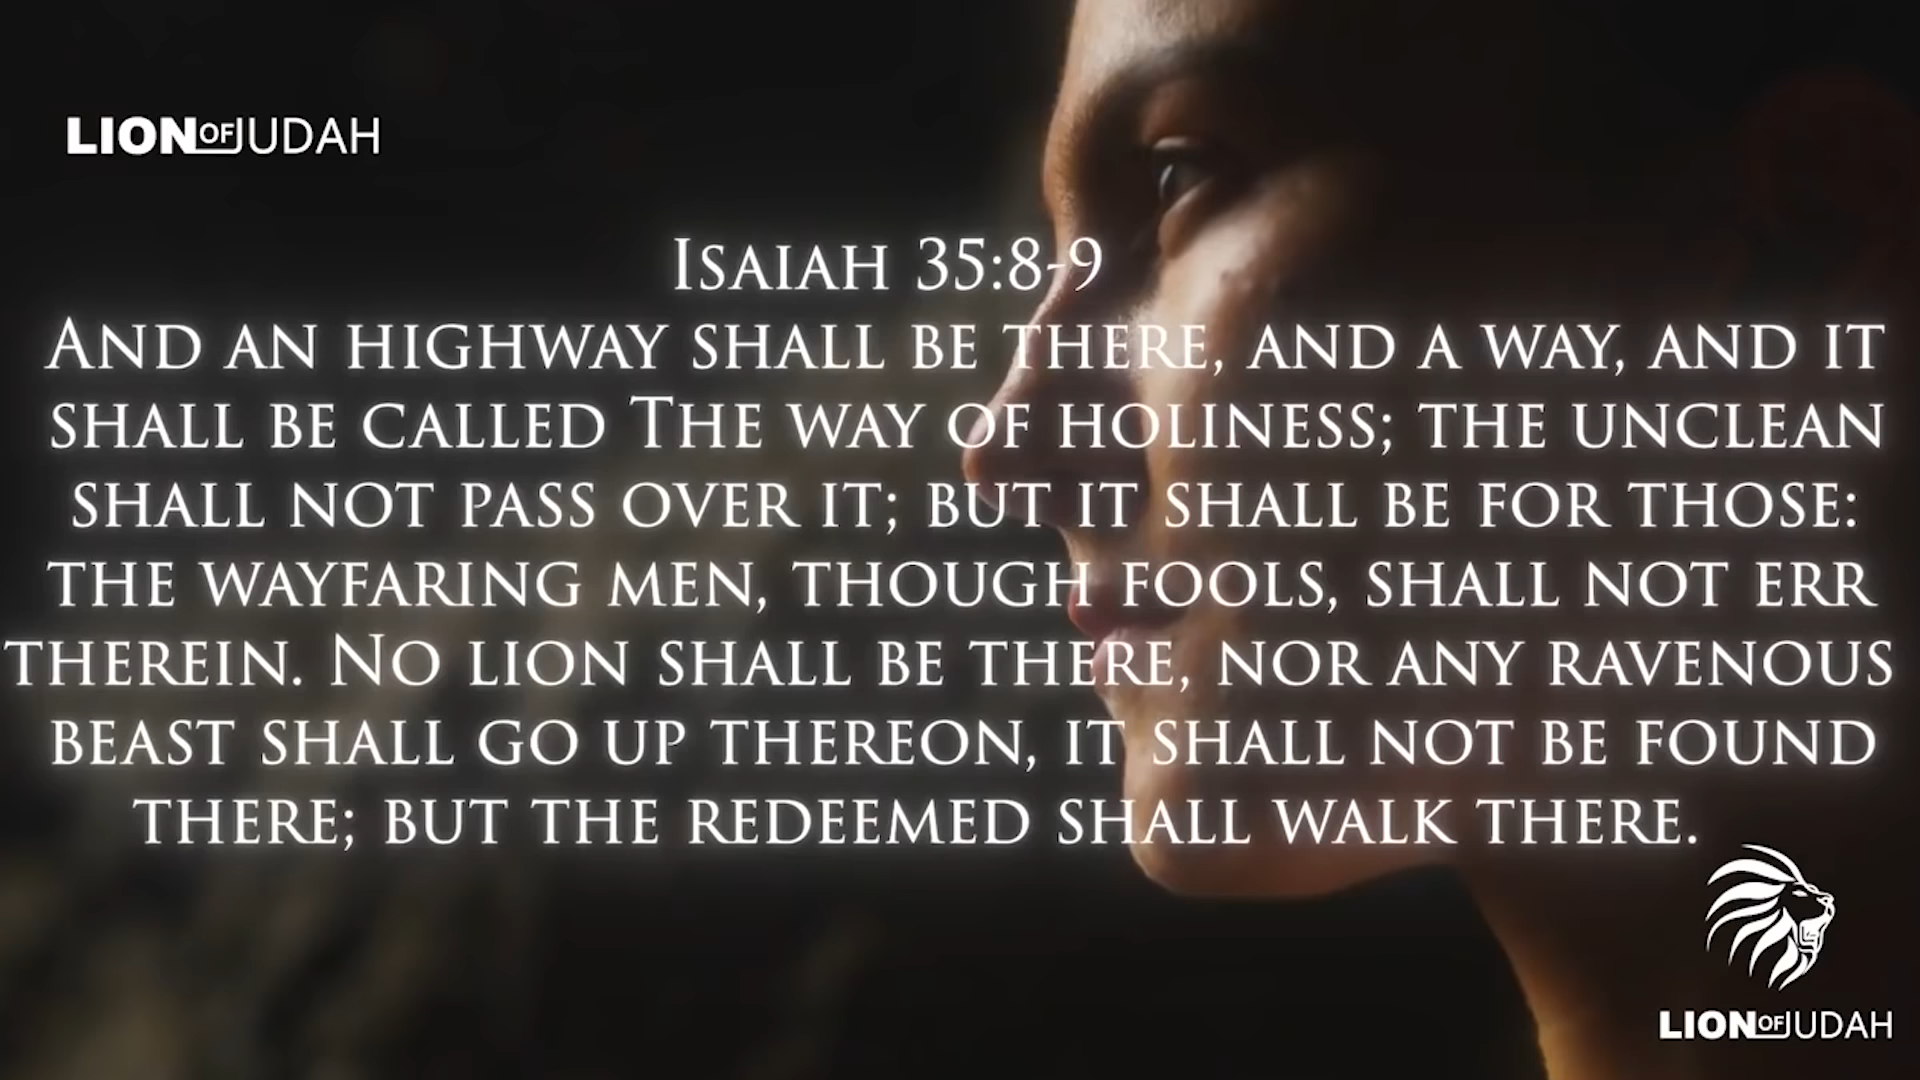 LION OF JUDAH
Isaiah 35:8-9
And an highway shall be there, and a way, and it
shall be called The way of holiness; the unclean
shall not pass over it; but it shall be for those:
the wayfaring men, though fools, shall not err
therein. No lion shall be there, nor any ravenous
beast shall go up thereon, it shall not be found
there; but the redeemed shall walk there.
LION OF JUDAH